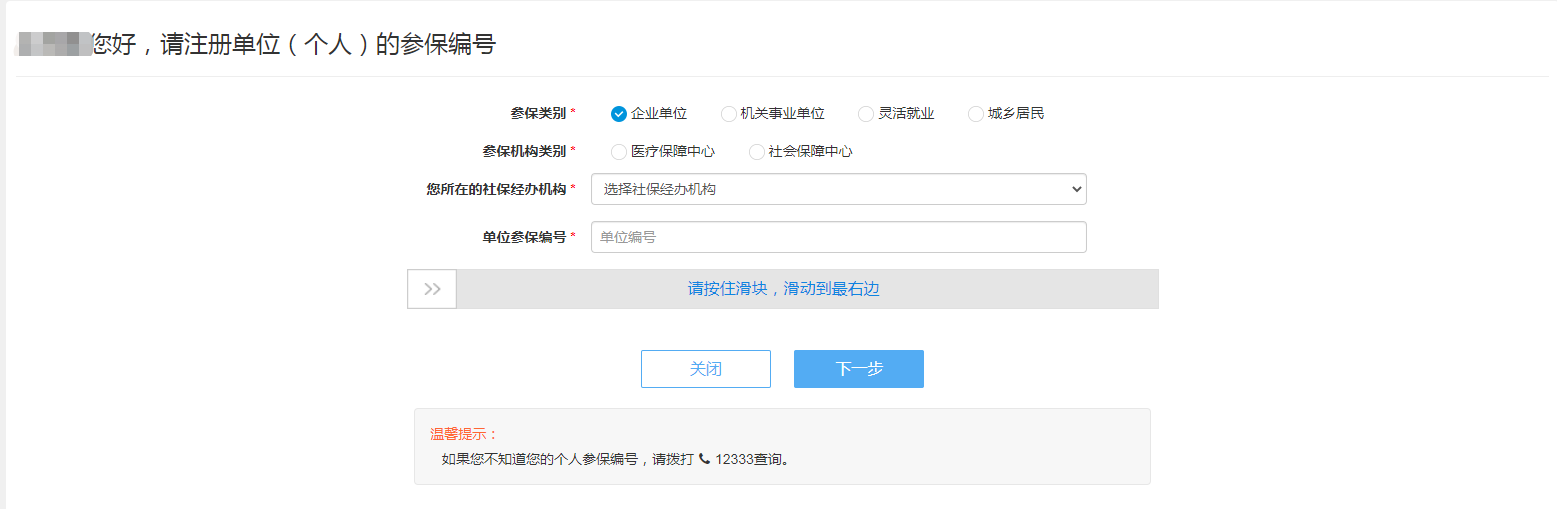 您好，请注册单位（个人）的参保编号
参保类别 * 企业单位 机关事业单位 灵活就业 城乡居民
参保机构类别 * 医疗保障中心 社会保障中心
您所在的社保经办机构 * 选择社保经办机构
单位参保编号 * 单位编号
>> 请按住滑块，滑动到最右边
关闭 下一步
温馨提示：
如果您不知道您的个人参保编号，请拨打 12333查询。